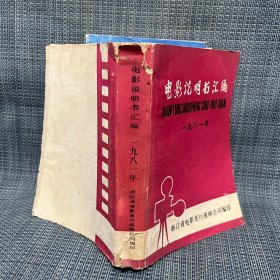 电影说明书汇编
DIANYING SHUOMING SHU HUI BIAN
一九八一年
浙江省电影发行放映公司编印
电影说明书汇编 一九八一年 浙江省电影发行放映公司编印